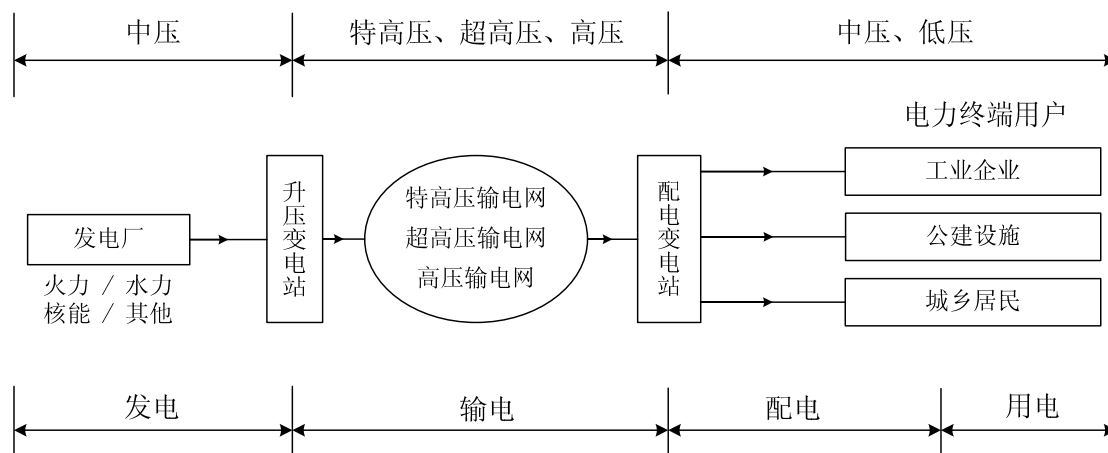 中压
特高压、超高压、高压
中压、低压
电力终端用户
发电厂
火力 / 水力
核能 / 其他
升压变电站
特高压输电网
超高压输电网
高压输电网
配电变电站
工业企业
公建设施
城乡居民
发电
输电
配电
用电